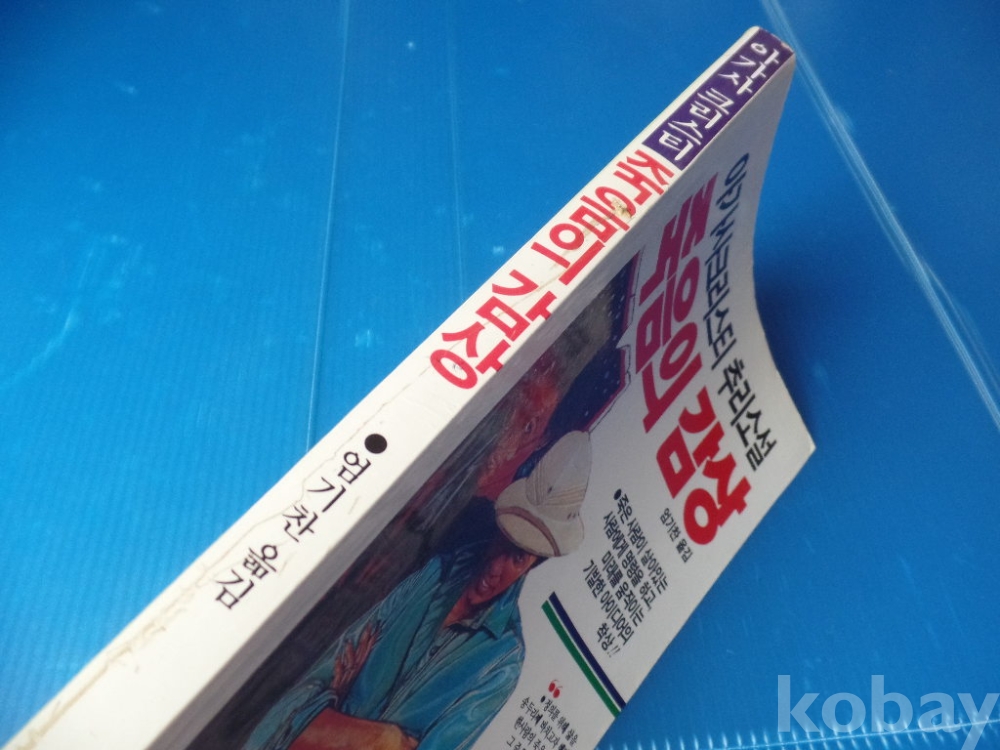 아가사 크리스티
죽음의 감상
●엄기찬 옮김
아가사 크리스티 추리소설
죽음의 감상
엄기찬 옮김
●죽은 사람이 살아있는
사람에게 명령을 하고,
미래를 움직이는
기발한 아이디어의
착상!!
kobay